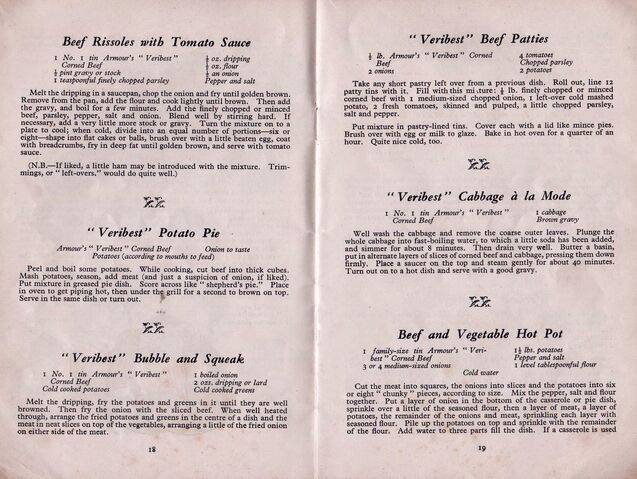 Beef Rissoles with Tomato Sauce
1 No. 1 tin Armour's "Veribest" ½ oz. dripping
Corned Beef ½ oz. flour
½ pint gravy or stock ½ an onion
1 teaspoonful finely chopped parsley Pepper and salt
Melt the dripping in a saucepan, chop the onion and fry until golden brown.
Remove from the pan, add the flour and cook lightly until brown. Then add
the gravy, and boil for a few minutes. Add the finely chopped or minced
beef, parsley, pepper, salt and onion. Blend well by stirring hard. If
necessary, add a very little more stock or gravy. Turn the mixture on to a
plate to cool; when cold, divide into an equal number of portions—six or
eight—shape into flat cakes or balls, brush over with a little beaten egg, coat
with breadcrumbs, fry in deep fat until golden brown, and serve with tomato
sauce.
(N.B.—If liked, a little ham may be introduced with the mixture. Trim-
mings, or "left-overs," would do quite well.)
"Veribest" Potato Pie
Armour's "Veribest" Corned Beef Onion to taste
Potatoes (according to mouths to feed)
Peel and boil some potatoes. While cooking, cut beef into thick cubes.
Mash potatoes, season, add meat (and just a suspicion of onion, if liked).
Put mixture in greased pie dish. Score across like "shepherd's pie." Place
in oven to get piping hot, then under the grill for a second to brown on top.
Serve in the same dish or turn out.
"Veribest" Bubble and Squeak
1 No. 1 tin Armour's "Veribest" 1 boiled onion
Corned Beef 2 ozs. dripping or lard
Cold cooked potatoes Cold cooked greens
Melt the dripping, fry the potatoes and greens in it until they are well
browned. Then fry the onion with the sliced beef. When well heated
through, arrange the fried potatoes and greens in the centre of a dish and the
meat in neat slices on top of the vegetables, arranging a little of the fried onion
on either side of the meat.
18
"Veribest" Beef Patties
½ lb. Armour's "Veribest" Corned 4 tomatoes
Beef Chopped parsley
2 onions 2 potatoes
Take any short pastry left over from a previous dish. Roll out, line 12
patty tins with it. Fill with this mixture: ½ lb. finely chopped or minced
corned beef with 1 medium-sized chopped onion, 1 left-over cold mashed
potato, 2 fresh tomatoes, skinned and pulped, a little chopped parsley,
salt and pepper.
Put mixture in pastry-lined tins. Cover each with a lid like mince pies.
Brush over with egg or milk to glaze. Bake in hot oven for a quarter of an
hour. Quite nice cold, too.
"Veribest" Cabbage à la Mode
1 No. 1 tin Armour's "Veribest" 1 cabbage
Corned Beef Brown gravy
Well wash the cabbage and remove the coarse outer leaves. Plunge the
whole cabbage into fast-boiling water, to which a little soda has been added,
and simmer for about 8 minutes. Then drain very well. Butter a basin,
put in alternate layers of slices of corned beef and cabbage, pressing them down
firmly. Place a saucer on the top and steam gently for about 40 minutes.
Turn out on to a hot dish and serve with a good gravy.
Beef and Vegetable Hot Pot
1 family-size tin Armour's "Veri- 1½ lbs. potatoes
best" Corned Beef Pepper and salt
3 or 4 medium-sized onions 1 level tablespoonful flour
Cold water
Cut the meat into squares, the onions into slices and the potatoes into six
or eight "chunky" pieces, according to size. Mix the pepper, salt and flour
together. Put a layer of onion in the bottom of the casserole or pie dish,
sprinkle over a little of the seasoned flour, then a layer of meat, a layer of
potatoes, the remainder of the onions and meat, sprinkling each layer with
seasoned flour. Pile up the potatoes on top and sprinkle with the remainder
of the flour. Add water to three parts fill the dish. If a casserole is used
19